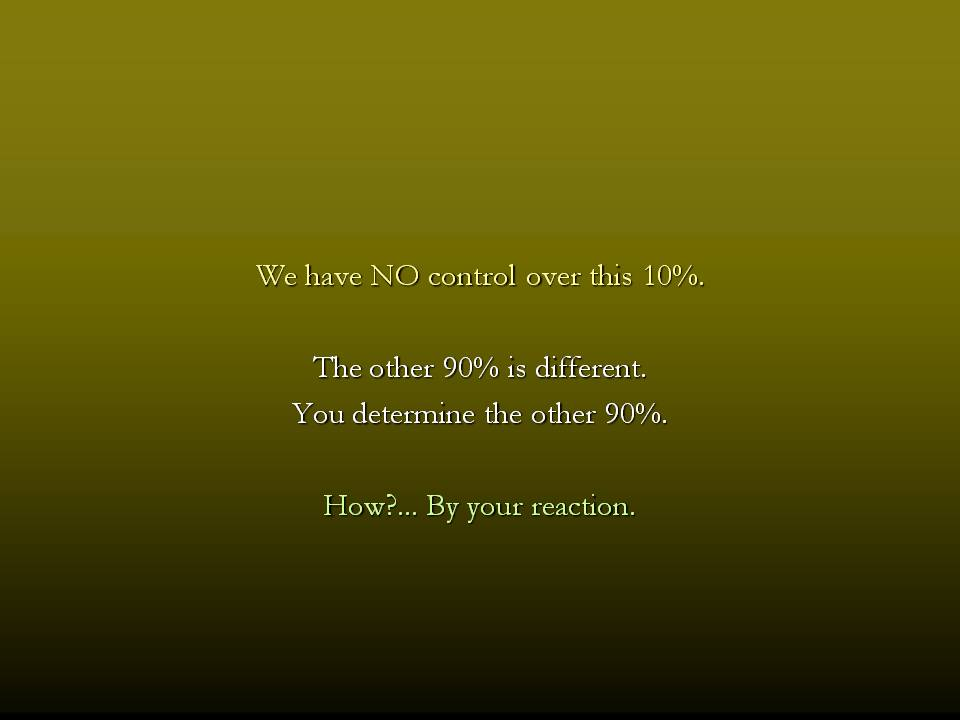 We have NO control over this 10%.
The other 90% is different.
You determine the other 90%.
How?... By your reaction.